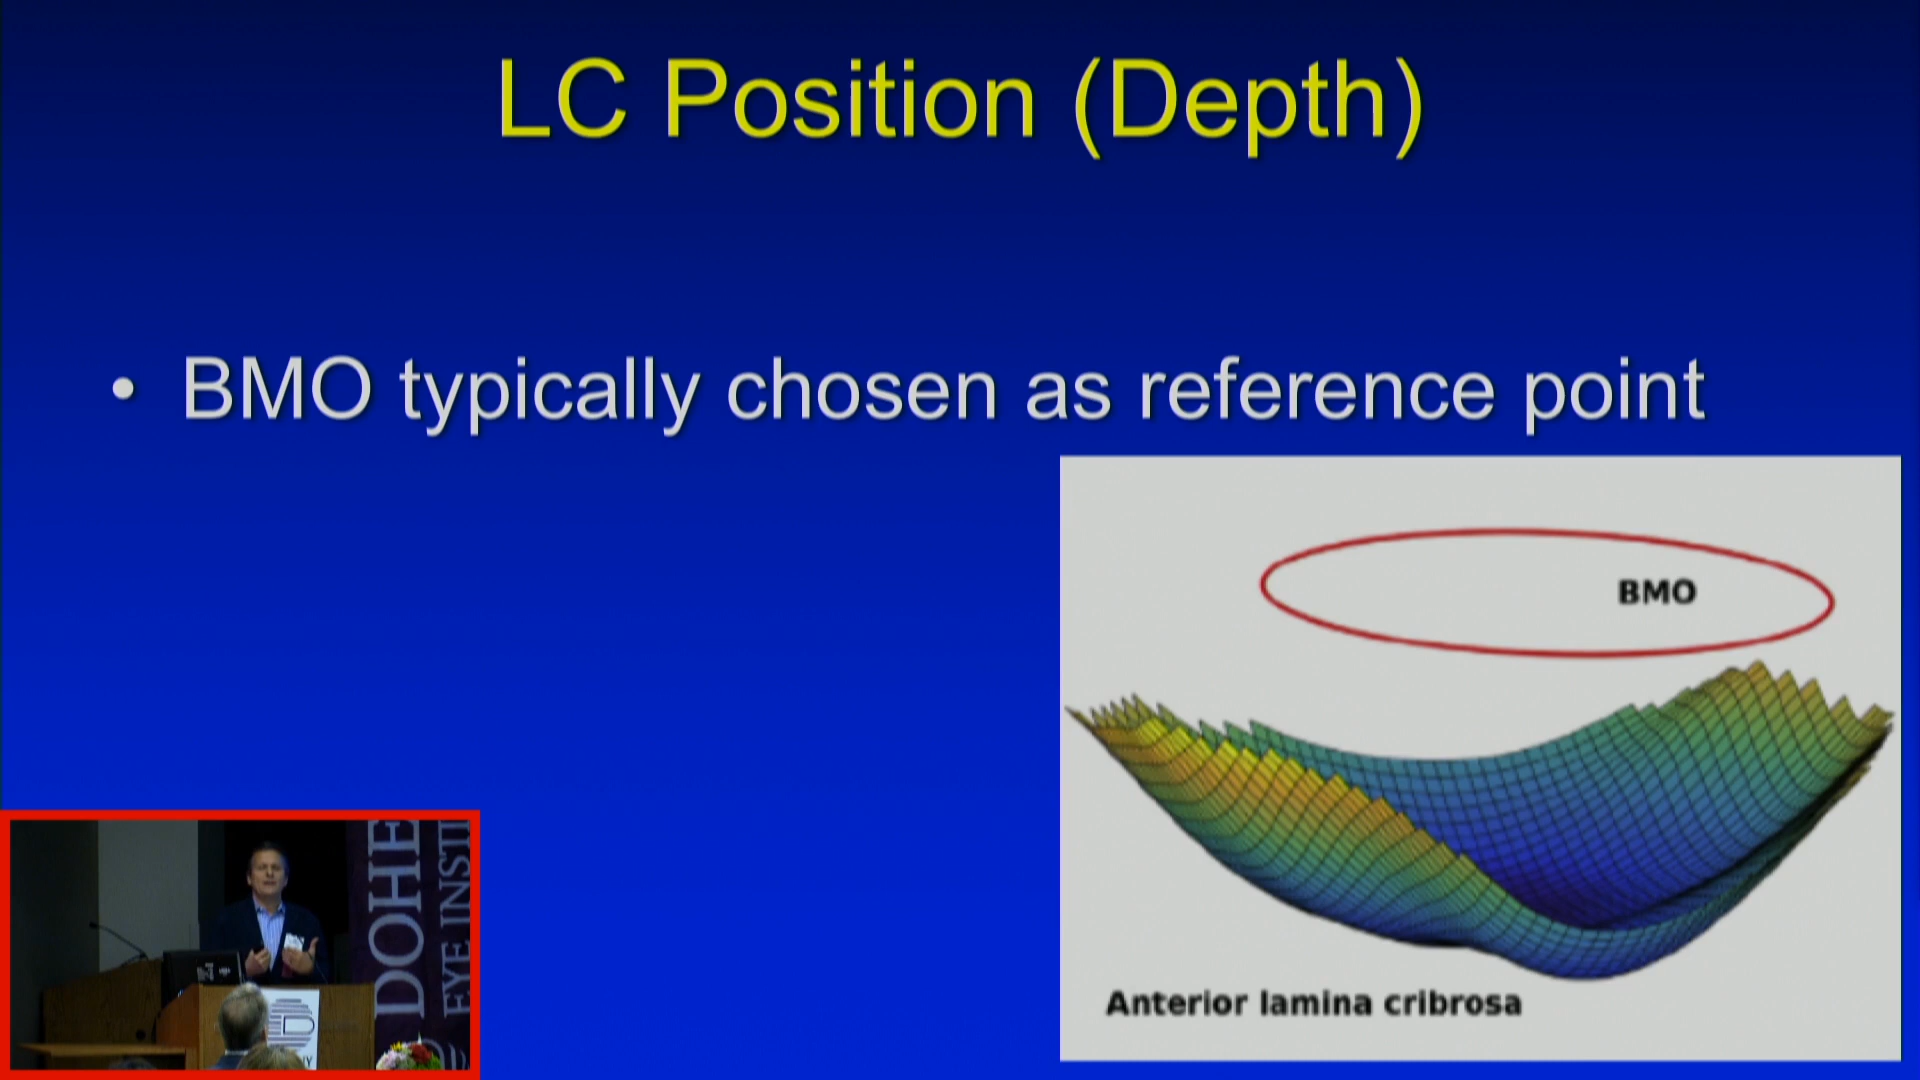 LC Position (Depth)
• BMO typically chosen as reference point
BMO
Anterior lamina cribrosa
DOHE
EYE INSTI